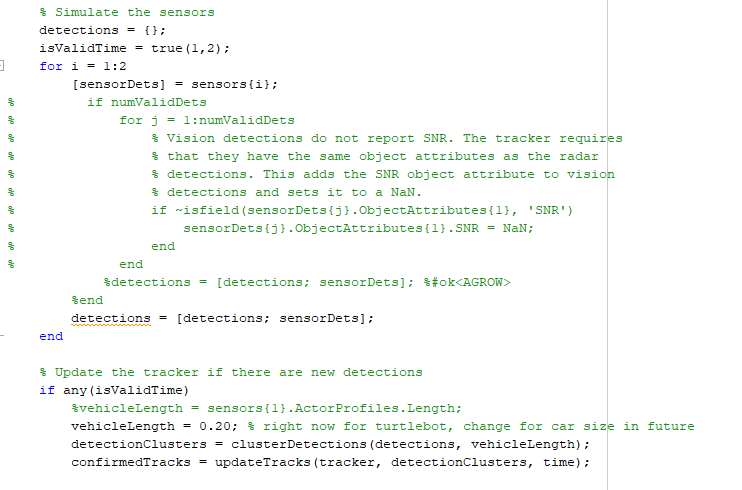 % Simulate the sensors
detections = {};
isValidTime = true(1,2);
for i = 1:2
[sensorDets] = sensors{i};
% if numValidDets
% for j = 1:numValidDets
% % Vision detections do not report SNR. The tracker requires
% % that they have the same object attributes as the radar
% % detections. This adds the SNR object attribute to vision
% % detections and sets it to a NaN.
% if ~isfield(sensorDets{j}.ObjectAttributes{1}, 'SNR')
% sensorDets{j}.ObjectAttributes{1}.SNR = NaN;
% end
% end
%detections = [detections; sensorDets]; %#ok<AGROW>
%end
detections = [detections; sensorDets];
end
% Update the tracker if there are new detections
if any(isValidTime)
%vehicleLength = sensors{1}.ActorProfiles.Length;
vehicleLength = 0.20; % right now for turtlebot, change for car size in future
detectionClusters = clusterDetections(detections, vehicleLength);
confirmedTracks = updateTracks(tracker, detectionClusters, time);